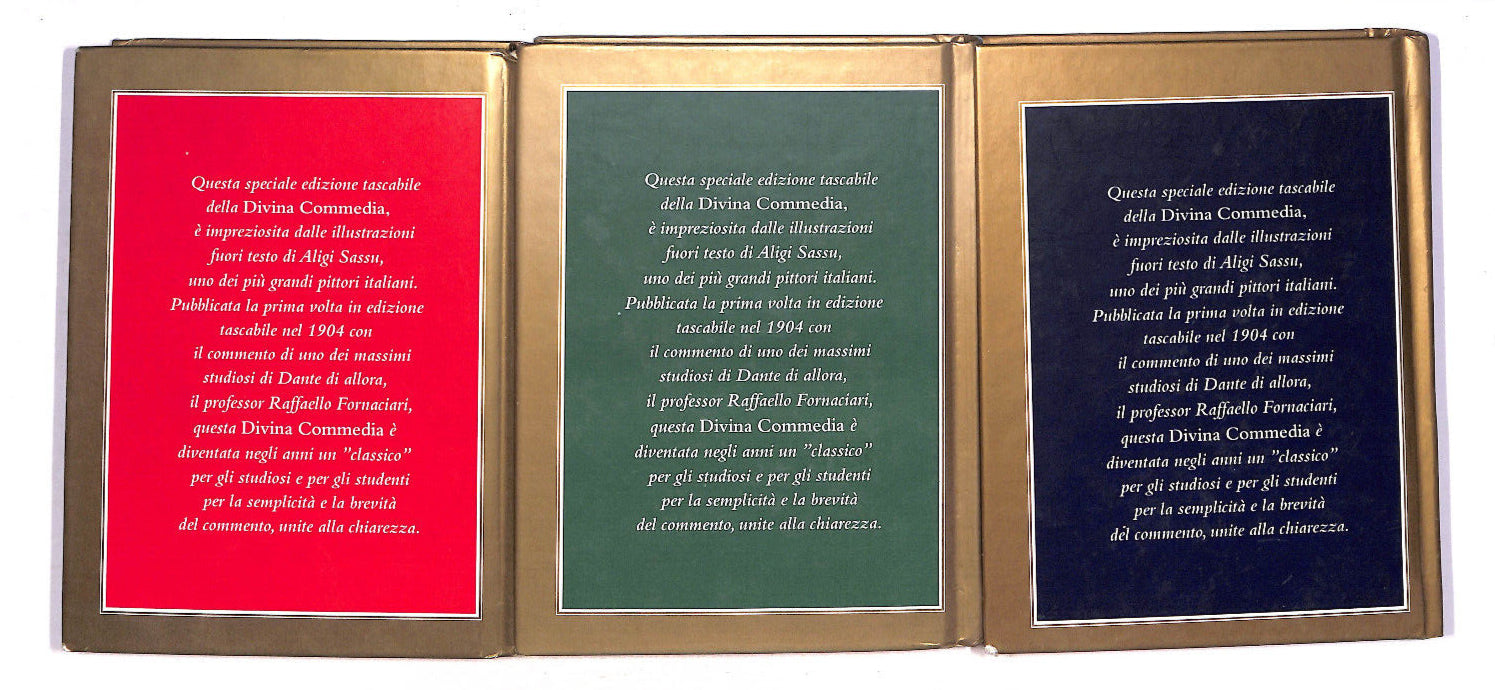 Questa speciale edizione tascabile
della Divina Commedia,
è impreziosita dalle illustrazioni
fuori testo di Aligi Sassu,
uno dei più grandi pittori italiani.
Pubblicata la prima volta in edizione
tascabile nel 1904 con
il commento di uno dei massimi
studiosi di Dante di allora,
il professor Raffaello Fornaciari,
questa Divina Commedia è
diventata negli anni un "classico"
per gli studiosi e per gli studenti
per la semplicità e la brevità
del commento, unite alla chiarezza.
Questa speciale edizione tascabile
della Divina Commedia,
è impreziosita dalle illustrazioni
fuori testo di Aligi Sassu,
uno dei più grandi pittori italiani.
Pubblicata la prima volta in edizione
tascabile nel 1904 con
il commento di uno dei massimi
studiosi di Dante di allora,
il professor Raffaello Fornaciari,
questa Divina Commedia è
diventata negli anni un "classico"
per gli studiosi e per gli studenti
per la semplicità e la brevità
del commento, unite alla chiarezza.
Questa speciale edizione tascabile
della Divina Commedia,
è impreziosita dalle illustrazioni
fuori testo di Aligi Sassu,
uno dei più grandi pittori italiani.
Pubblicata la prima volta in edizione
tascabile nel 1904 con
il commento di uno dei massimi
studiosi di Dante di allora,
il professor Raffaello Fornaciari,
questa Divina Commedia è
diventata negli anni un "classico"
per gli studiosi e per gli studenti
per la semplicità e la brevità
del commento, unite alla chiarezza.